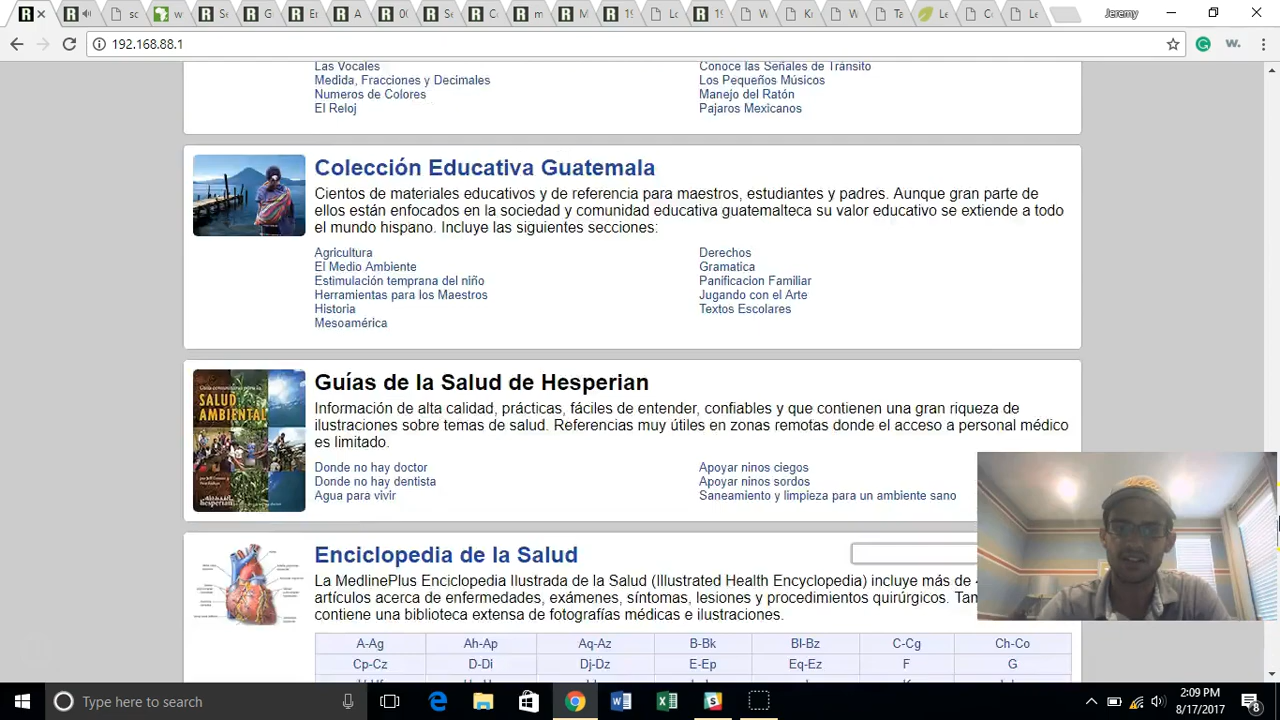 Jeremy
192.168.88.1
Las Vocales
Medida, Fracciones y Decimales
Numeros de Colores
El Reloj
Conoce las Señales de Tránsito
Los Pequeños Músicos
Manejo del Ratón
Pajaros Mexicanos
Colección Educativa Guatemala
Cientos de materiales educativos y de referencia para maestros, estudiantes y padres. Aunque gran parte de
ellos están enfocados en la sociedad y comunidad educativa guatemalteca su valor educativo se extiende a todo
el mundo hispano. Incluye las siguientes secciones:
Agricultura
El Medio Ambiente
Estimulación temprana del niño
Herramientas para los Maestros
Historia
Mesoamérica
Derechos
Gramatica
Panificacion Familiar
Jugando con el Arte
Textos Escolares
SALUD
AMBIENTAL
hesperian
Guías de la Salud de Hesperian
Información de alta calidad, prácticas, fáciles de entender, confiables y que contienen una gran riqueza de
ilustraciones sobre temas de salud. Referencias muy útiles en zonas remotas donde el acceso a personal médico
es limitado.
Donde no hay doctor
Donde no hay dentista
Agua para vivir
Apoyar ninos ciegos
Apoyar ninos sordos
Saneamiento y limpieza para un ambiente sano
Enciclopedia de la Salud
La MedlinePlus Enciclopedia Ilustrada de la Salud (Illustrated Health Encyclopedia) incluye más de
artículos acerca de enfermedades, exámenes, síntomas, lesiones y procedimientos quirúrgicos.
contiene una biblioteca extensa de fotografías médicas e ilustraciones.
A-Ag Ah-Ap Aq-Az B-Bk Bl-Bz C-Cg Ch-Co
Cp-Cz D-Di Dj-Dz E-Ep Eq-Ez F G
Type here to search
2:09 PM
8/17/2017